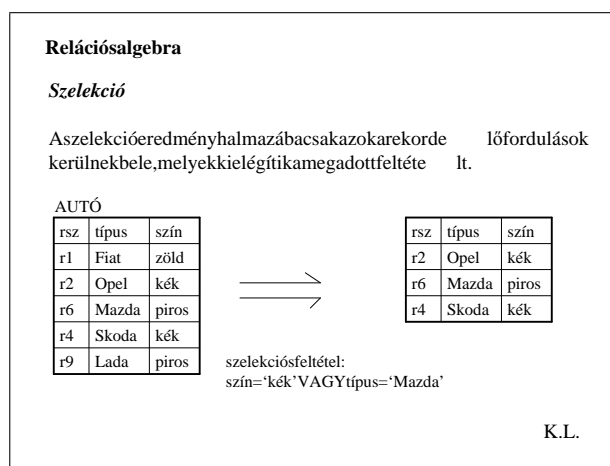 Relációsalgebra
Szelekció
Aszelekcióeredményhalmazábacsakazokarekorde lőfordulások
kerülnekbele,melyekkielégítikamegadottfeltéte lt.
AUTÓ
rsz típus szín
r1 Fiat zöld
r2 Opel kék
r6 Mazda piros
r4 Skoda kék
r9 Lada piros
rsz típus szín
r2 Opel kék
r6 Mazda piros
r4 Skoda kék
szelekciósfeltétel:
szín=‘kék’VAGYtípus=‘Mazda’
K.L.